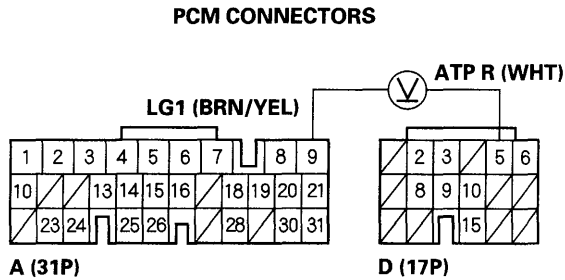 PCM CONNECTORS
ATP R (WHT)
V
LG1 (BRN/YEL)
1 2 3 4 5 6 7 8 9
10 13 14 15 16 18 19 20 21
23 24 25 26 28 30 31
A (31P)
2 3 5 6
8 9 10
15
D (17P)